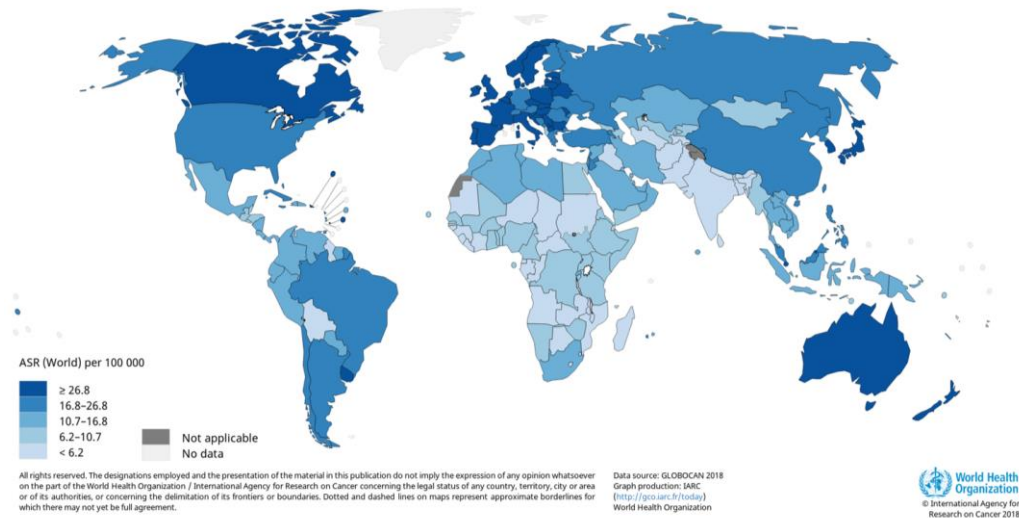 ASR (World) per 100 000
≥ 26.8
16.8–26.8
10.7–16.8
6.2–10.7
< 6.2
Not applicable
No data
All rights reserved. The designations employed and the presentation of the material in this publication do not imply the expression of any opinion whatsoever
on the part of the World Health Organization / International Agency for Research on Cancer concerning the legal status of any country, territory, city or area
or of its authorities, or concerning the delimitation of its frontiers or boundaries. Dotted and dashed lines on maps represent approximate borderlines for
which there may not yet be full agreement.
Data source: GLOBOCAN 2018
Graph production: IARC
(http://gco.iarc.fr/today)
World Health Organization
World Health
Organization
© International Agency for
Research on Cancer 2018